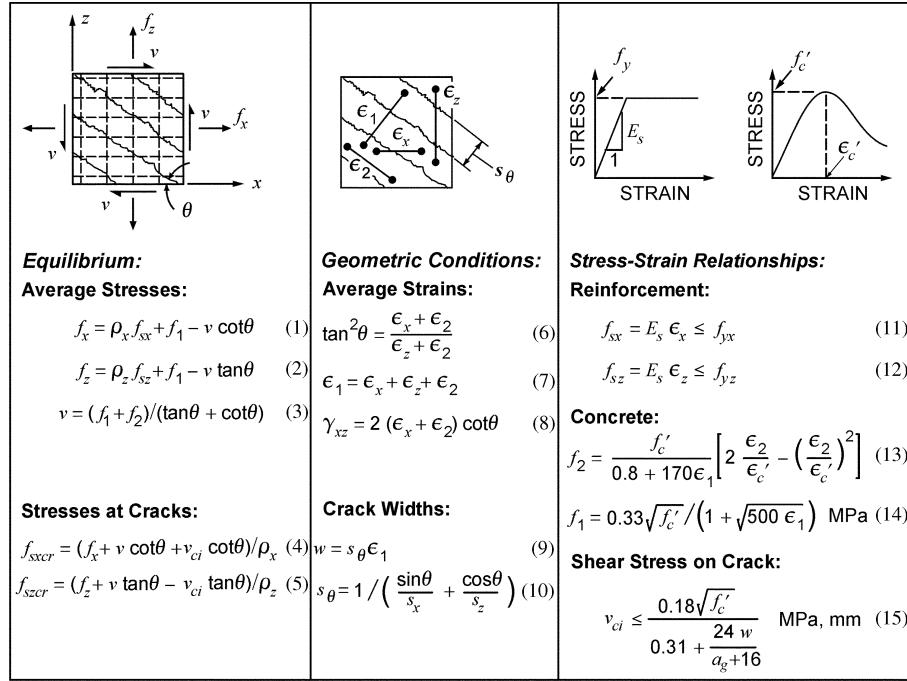 z
f_z
v
v
v
f_x
v
x
θ
ϵ_1
ϵ_z
ϵ_x
ϵ_2
s_θ
STRESS
f_y
E_s
1
STRAIN
STRESS
f_c′
ϵ_c′
STRAIN
Equilibrium:
Average Stresses:
f_x = ρ_x f_sx + f_1 – v cotθ (1)
f_z = ρ_z f_sz + f_1 – v tanθ (2)
v = (f_1 + f_2)/(tanθ + cotθ) (3)
Stresses at Cracks:
f_sxcr = (f_x + v cotθ + v_ci cotθ)/ρ_x (4)
f_szcr = (f_z + v tanθ – v_ci tanθ)/ρ_z (5)
Geometric Conditions:
Average Strains:
tan²θ = (ϵ_x + ϵ_2)/(ϵ_z + ϵ_2) (6)
ϵ_1 = ϵ_x + ϵ_z + ϵ_2 (7)
γ_xz = 2 (ϵ_x + ϵ_2) cotθ (8)
Crack Widths:
w = s_θ ϵ_1 (9)
s_θ = 1/(sinθ/s_x + cosθ/s_z) (10)
Stress-Strain Relationships:
Reinforcement:
f_sx = E_s ϵ_x ≤ f_yx (11)
f_sz = E_s ϵ_z ≤ f_yz (12)
Concrete:
f_2 = f_c′/(0.8 + 170ϵ_1) [2 ϵ_2/ϵ_c′ – (ϵ_2/ϵ_c′)²] (13)
f_1 = 0.33√f_c′ /(1 + √500 ϵ_1) MPa (14)
Shear Stress on Crack:
v_ci ≤ 0.18√f_c′ / (0.31 + 24 w/(a_g+16)) MPa, mm (15)